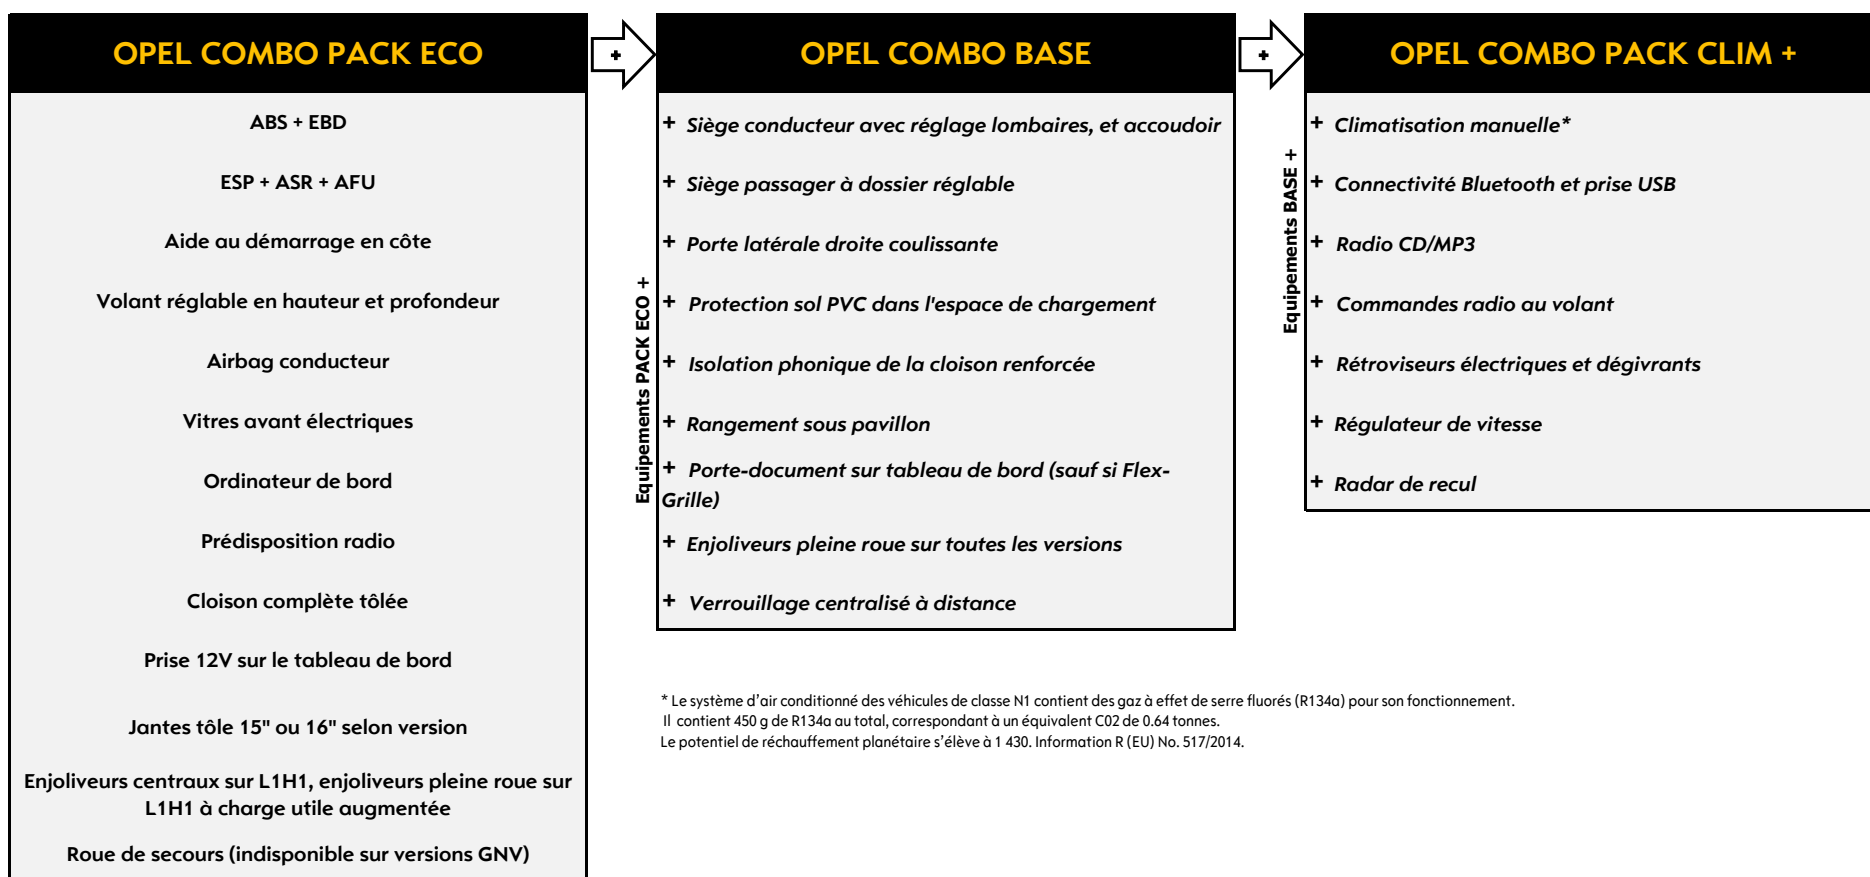 OPEL COMBO PACK ECO
ABS + EBD
ESP + ASR + AFU
Aide au démarrage en côte
Volant réglable en hauteur et profondeur
Airbag conducteur
Vitres avant électriques
Ordinateur de bord
Prédisposition radio
Cloison complète tôlée
Prise 12V sur le tableau de bord
Jantes tôle 15" ou 16" selon version
Enjoliveurs centraux sur L1H1, enjoliveurs pleine roue sur
L1H1 à charge utile augmentée
Roue de secours (indisponible sur versions GNV)
+
Equipements PACK ECO +
OPEL COMBO BASE
+ Siège conducteur avec réglage lombaires, et accoudoir
+ Siège passager à dossier réglable
+ Porte latérale droite coulissante
+ Protection sol PVC dans l'espace de chargement
+ Isolation phonique de la cloison renforcée
+ Rangement sous pavillon
+ Porte-document sur tableau de bord (sauf si Flex-
Grille)
+ Enjoliveurs pleine roue sur toutes les versions
+ Verrouillage centralisé à distance
+
Equipements BASE +
OPEL COMBO PACK CLIM +
+ Climatisation manuelle*
+ Connectivité Bluetooth et prise USB
+ Radio CD/MP3
+ Commandes radio au volant
+ Rétroviseurs électriques et dégivrants
+ Régulateur de vitesse
+ Radar de recul
* Le système d’air conditionné des véhicules de classe N1 contient des gaz à effet de serre fluorés (R134a) pour son fonctionnement.
Il contient 450 g de R134a au total, correspondant à un équivalent C02 de 0.64 tonnes.
Le potentiel de réchauffement planétaire s’élève à 1 430. Information R (EU) No. 517/2014.